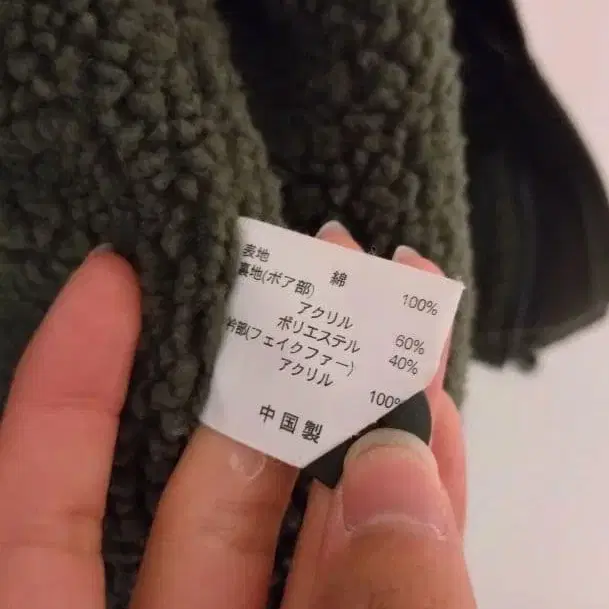 表地
綿 100%
裏地(ボア部)
アクリル 60%
ポリエステル 40%
衿部(フェイクファー)
アクリル 100%
中国製